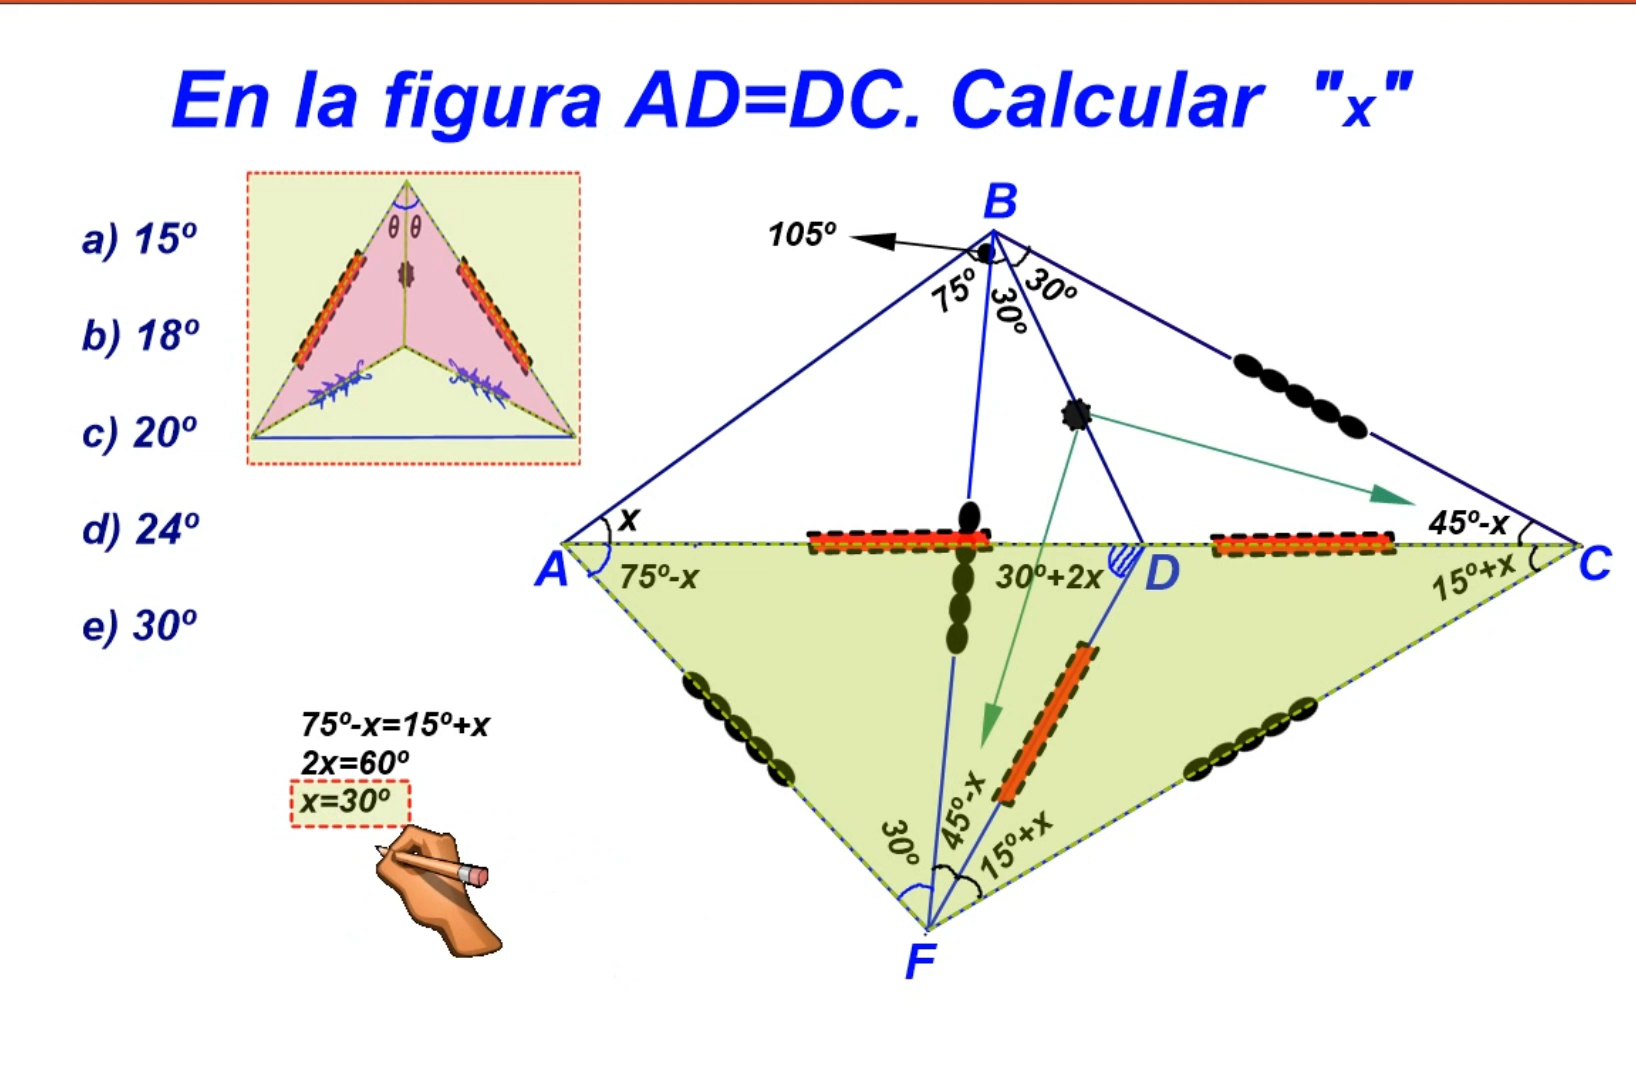 En la figura AD=DC. Calcular "x"
a) 15º
b) 18º
c) 20º
d) 24º
e) 30º
θ θ
B
105º
75º
30º
30º
x
45º-x
A
75º-x
30º+2x
D
15º+x
C
75º-x=15º+x
2x=60º
x=30º
30º
45º-x
15º+x
F